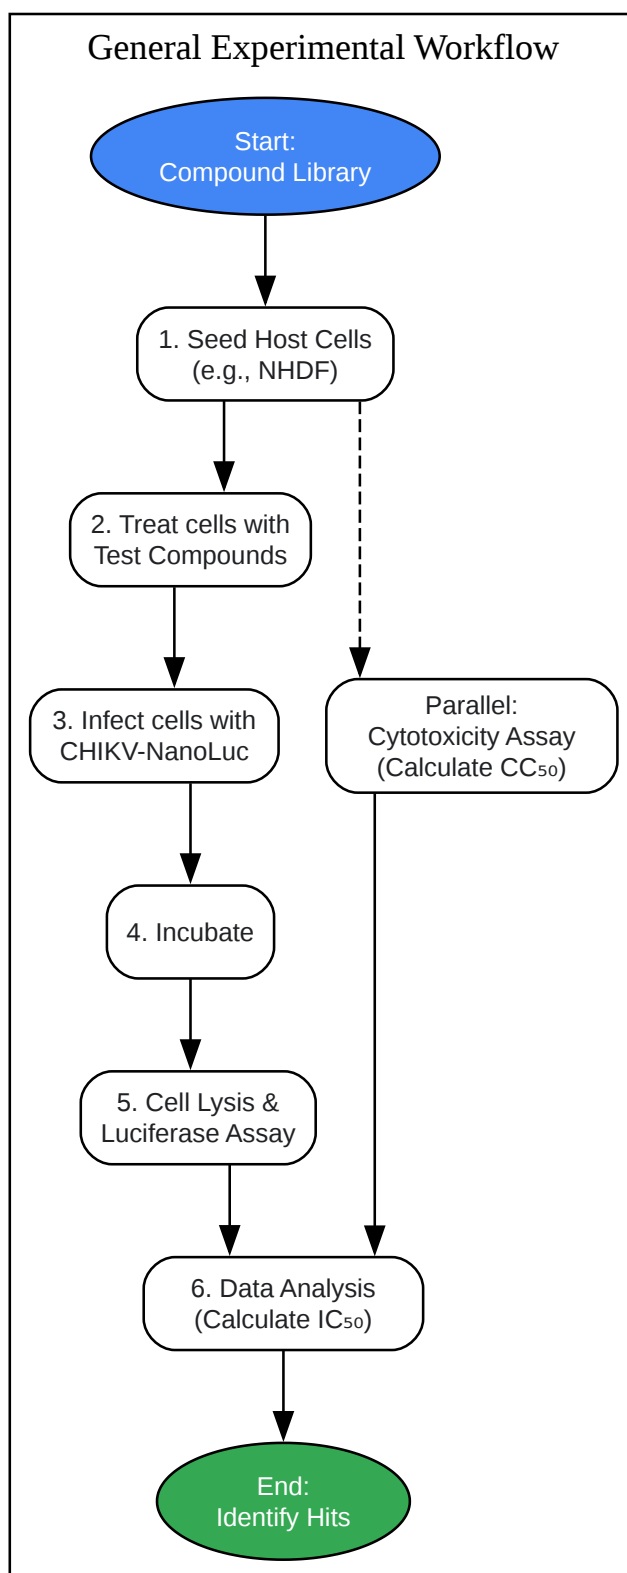 General Experimental Workflow
Start:
Compound Library
1. Seed Host Cells
(e.g., NHDF)
2. Treat cells with
Test Compounds
3. Infect cells with
CHIKV-NanoLuc
Parallel:
Cytotoxicity Assay
(Calculate CC₅₀)
4. Incubate
5. Cell Lysis &
Luciferase Assay
6. Data Analysis
(Calculate IC₅₀)
End:
Identify Hits